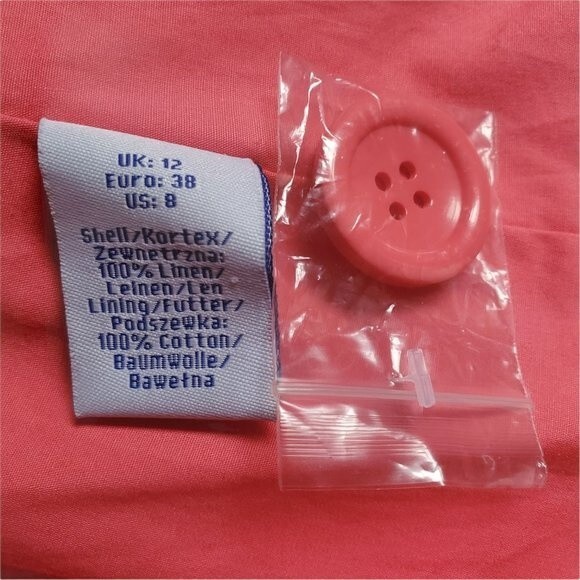 UK: 12
Euro: 38
US: 8
Shell/Kortex/
Zewnetrzna:
100% Linen/
Leinen/Len
Lining/Futter/
Podszewka:
100% Cotton/
Baumwolle/
Bawełna